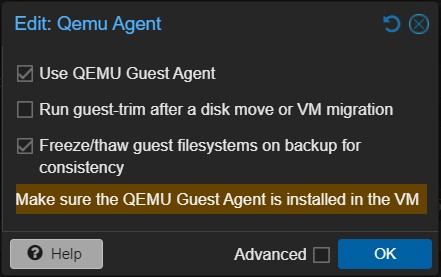 Edit: Qemu Agent
Use QEMU Guest Agent
Run guest-trim after a disk move or VM migration
Freeze/thaw guest filesystems on backup for
consistency
Make sure the QEMU Guest Agent is installed in the VM
Help
Advanced
OK